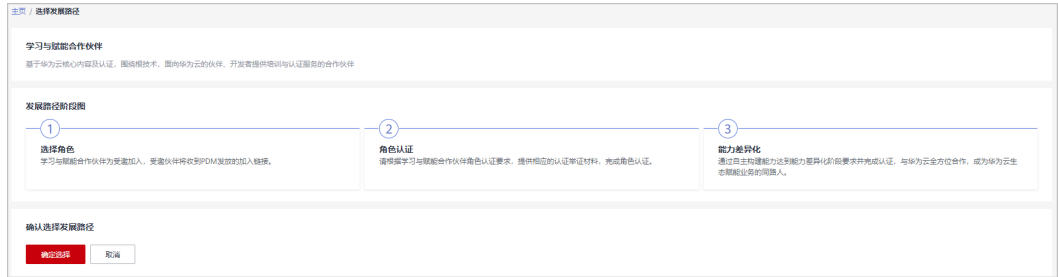 主页 / 选择发展路径
学习与赋能合作伙伴
基于华为云核心内容及认证，围绕根技术，面向华为云的伙伴、开发者提供培训与认证服务的合作伙伴
发展路径阶段图
1
2
3
选择角色
学习与赋能合作伙伴为受邀加入，受邀伙伴将收到PDM发放的加入链接。
角色认证
请根据学习与赋能合作伙伴角色认证要求，提供相应的认证举证材料，完成角色认证。
能力差异化
通过自主构建能力达到能力差异化阶段要求并完成认证，与华为云全方位合作，成为华为云生
态赋能业务的同路人。
确认选择发展路径
确定选择
取消